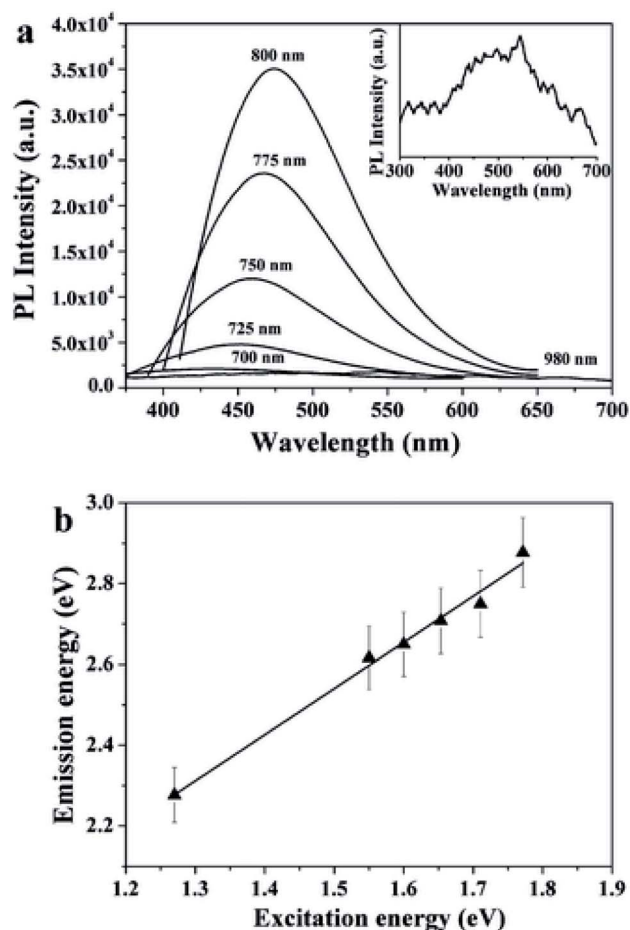 a
800 nm
775 nm
750 nm
725 nm
700 nm
980 nm
4.0x10⁴
3.5x10⁴
3.0x10⁴
2.5x10⁴
2.0x10⁴
1.5x10⁴
1.0x10⁴
5.0x10³
0.0
PL Intensity (a.u.)
400 450 500 550 600 650 700
Wavelength (nm)
PL Intensity (a.u.)
300 400 500 600 700
Wavelength (nm)
b
3.0
2.8
2.6
2.4
2.2
Emission energy (eV)
1.2 1.3 1.4 1.5 1.6 1.7 1.8 1.9
Excitation energy (eV)